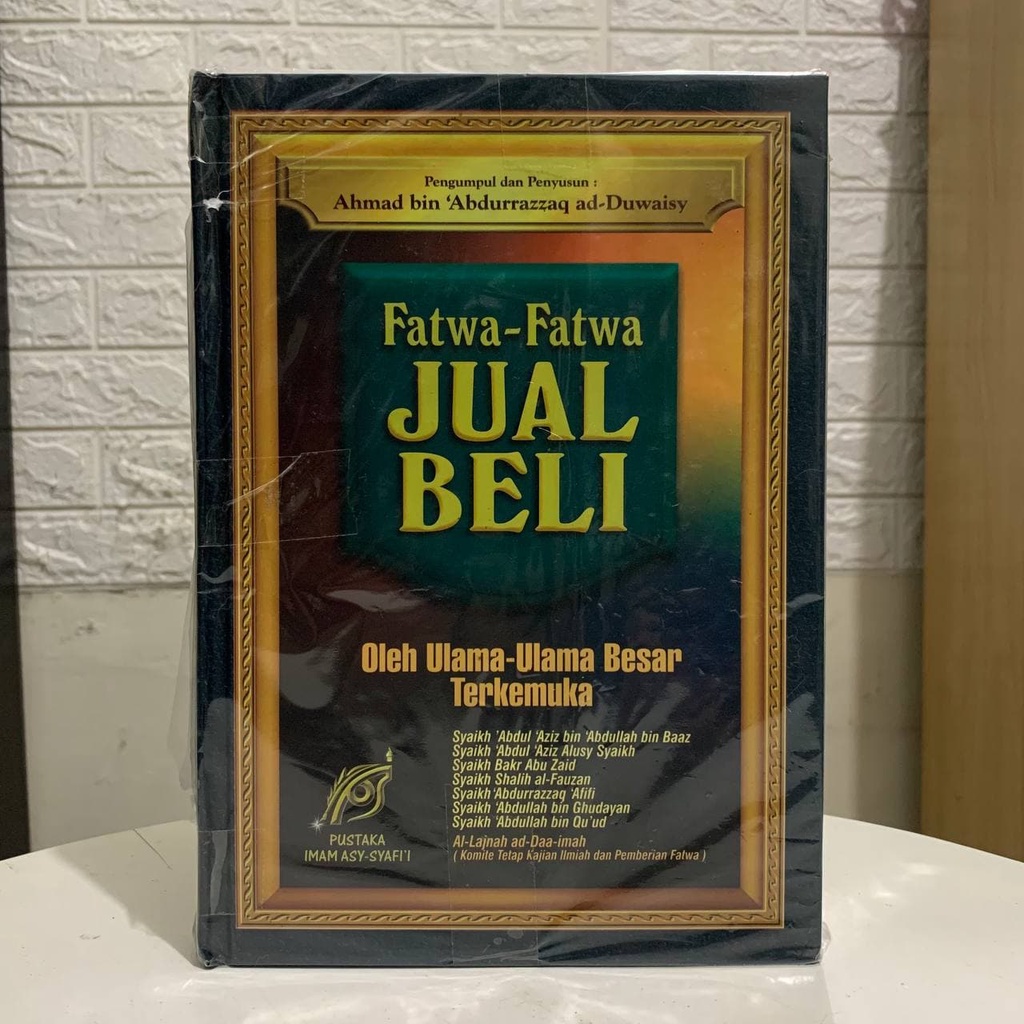 Pengumpul dan Penyusun :
Ahmad bin ‘Abdurrazzaq ad-Duwaisy
Fatwa-Fatwa
JUAL
BELI
Oleh Ulama-Ulama Besar
Terkemuka
Syaikh ‘Abdul ‘Aziz bin ‘Abdullah bin Baaz
Syaikh ‘Abdul ‘Aziz Alusy Syaikh
Syaikh Bakr Abu Zaid
Syaikh Shalih al-Fauzan
Syaikh ‘Abdurrazzaq ‘Afifi
Syaikh ‘Abdullah bin Ghudayan
Syaikh ‘Abdullah bin Qu’ud
Al-Lajnah ad-Daa-imah
( Komite Tetap Kajian Ilmiah dan Pemberian Fatwa )
PUSTAKA
IMAM ASY-SYAFI’I